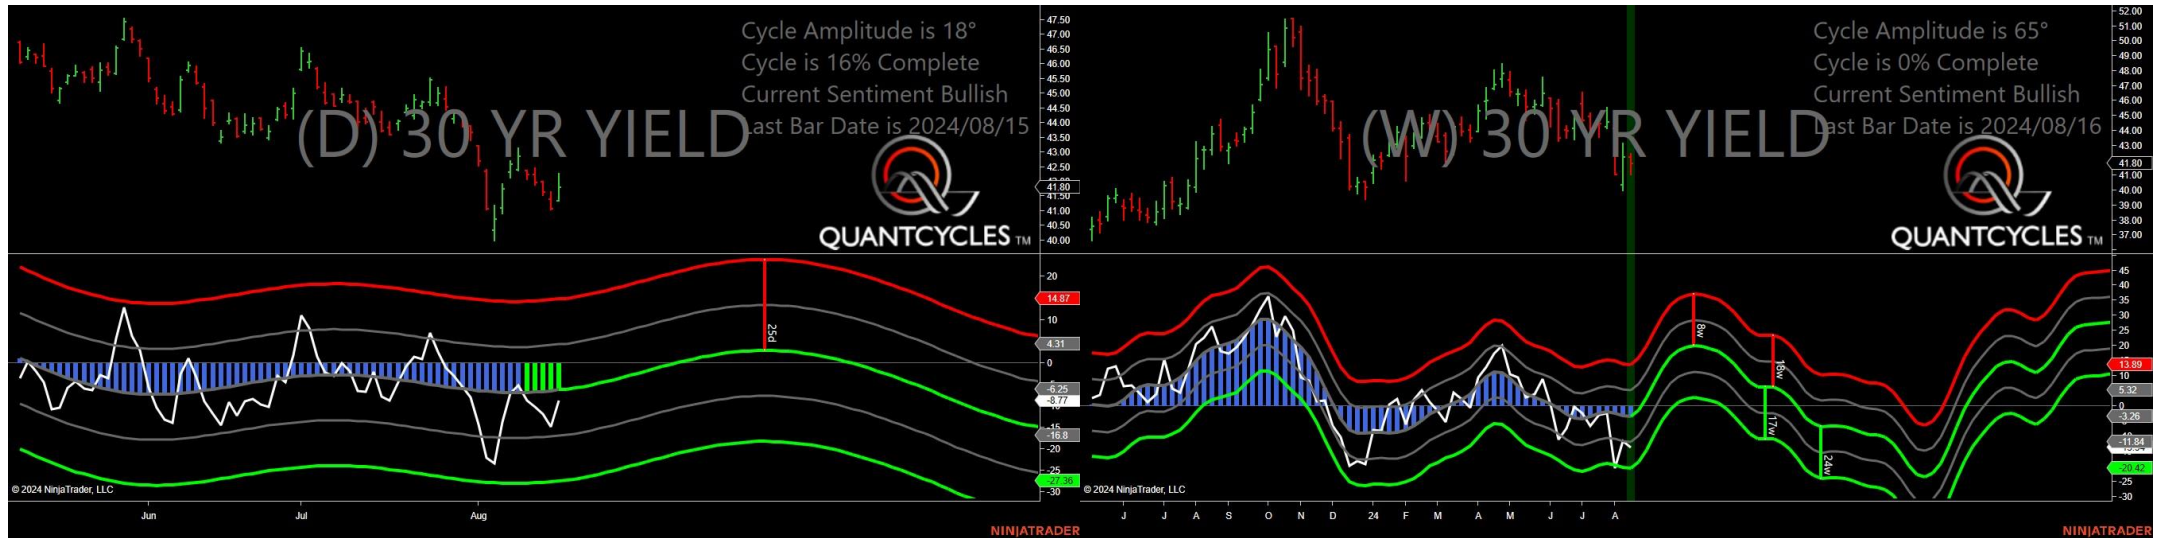 Cycle Amplitude is 18°
Cycle is 16% Complete
Current Sentiment Bullish
Last Bar Date is 2024/08/15
(D) 30 YR YIELD
QUANTCYCLES TM
47.50
47.00
46.50
46.00
45.50
45.00
44.50
44.00
43.50
43.00
42.50
41.80
41.50
41.00
40.50
40.00
25d
20
14.87
10
4.31
0
-6.25
-8.77
-16.8
-20
-25
-27.36
-30
© 2024 NinjaTrader, LLC
Jun
Jul
Aug
NINJATRADER
Cycle Amplitude is 65°
Cycle is 0% Complete
Current Sentiment Bullish
Last Bar Date is 2024/08/16
(W) 30 YR YIELD
QUANTCYCLES TM
52.00
51.00
50.00
49.00
48.00
47.00
46.00
45.00
44.00
43.00
41.80
41.00
40.00
39.00
38.00
37.00
8w
18w
17w
24w
45
35
30
25
20
13.89
10
5.32
0
-3.26
-11.84
-20.42
-25
-30
© 2024 NinjaTrader, LLC
J J A S O N D 24 F M A M J J A
NINJATRADER